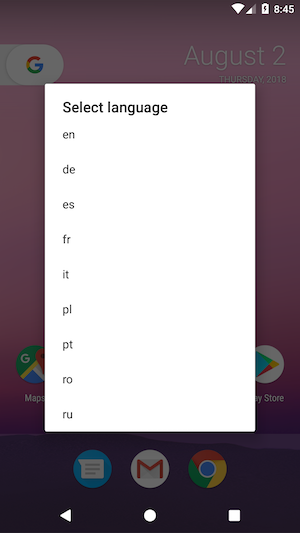 8:45
August 2
THURSDAY, 2018
Select language
en
de
es
fr
it
pl
pt
ro
ru
Maps
ay Store